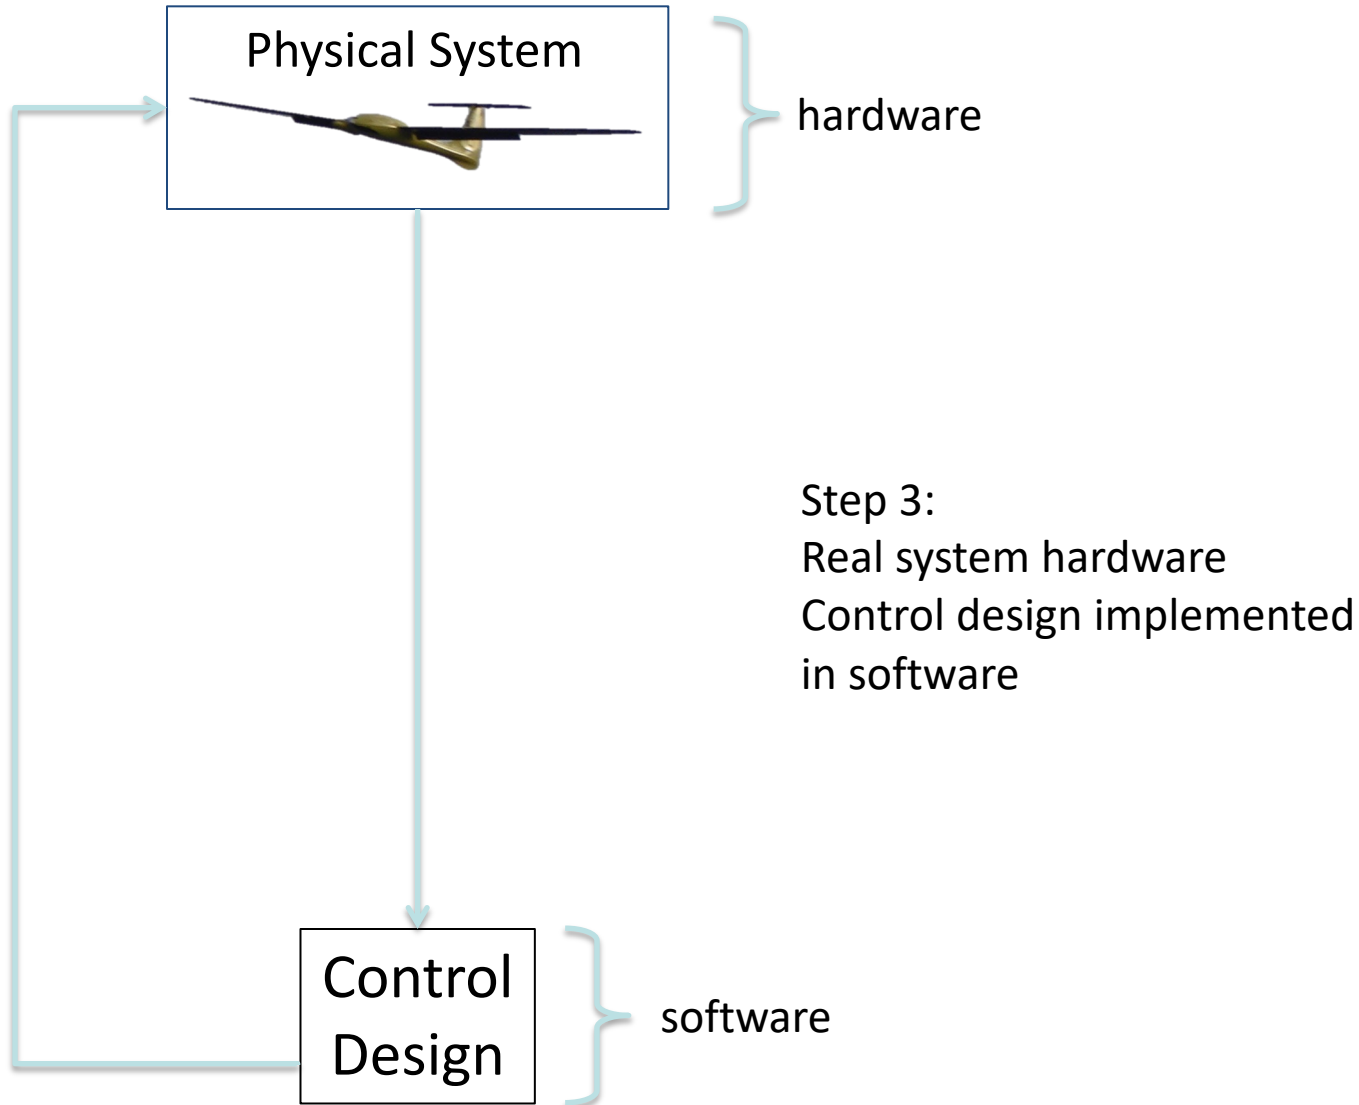 Physical System
hardware
Step 3:
Real system hardware
Control design implemented
in software
Control
Design
software